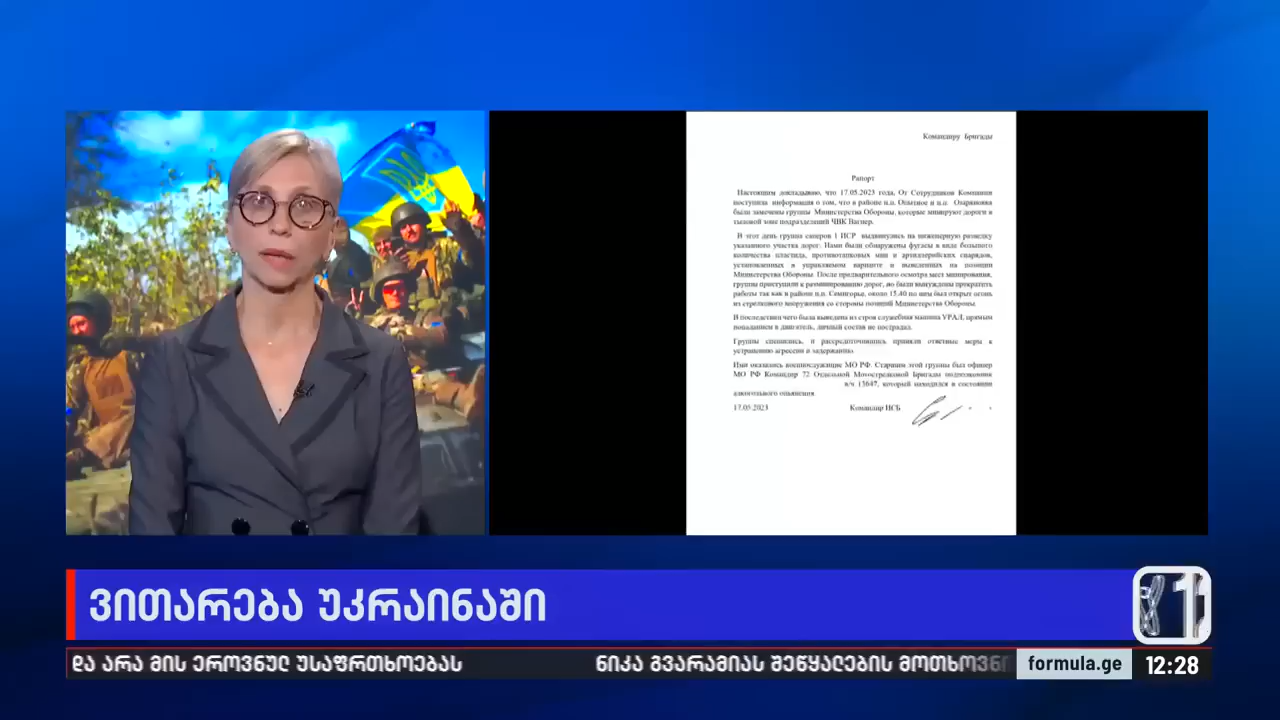 Командиру Бригады
Рапорт
Настоящим докладываю, что 17.05.2023 года, От Сотрудников Компании
поступила информация о том, что в районе н.п. Опытное и н.п. Озаряновка
были замечены группы Министерства Обороны, которые минируют дороги в
тыловой зоне подразделений ЧВК Вагнер.
В этот день группа саперов 1 ИСР выдвинулись на инженерную разведку
указанного участка дорог. Нами были обнаружены фугасы в виде большого
количества пластида, противотанковых мин и артиллерийских снарядов,
установленных в управляемом варианте и выведенных на позиции
Министерства Обороны. После предварительного осмотра мест минирования,
группы приступили к разминированию дорог, но были вынуждены прекратить
работы так как в районе н.п. Семигорье, около 15.40 по ним был открыт огонь
из стрелкового вооружения со стороны позиций Министерства Обороны.
В последствии чего была выведена из строя служебная машина УРАЛ, прямым
попаданием в двигатель, личный состав не пострадал.
Группы спешились, и рассредоточившись приняли ответные меры к
устранению агрессии и задержанию.
Ими оказались военнослужащие МО РФ. Старшим этой группы был офицер
МО РФ Командир 72 Отдельной Мотострелковой Бригады подполковник
в/ч 13647, который находился в состоянии
алкогольного опьянения.
17.05.2023 Командир ИСБ
ვითარება უკრაინაში
1
და არა მის ეროვნულ უსაფრთხოებას ნიკა გვარამიას შეწყალების
formula.ge
12:28